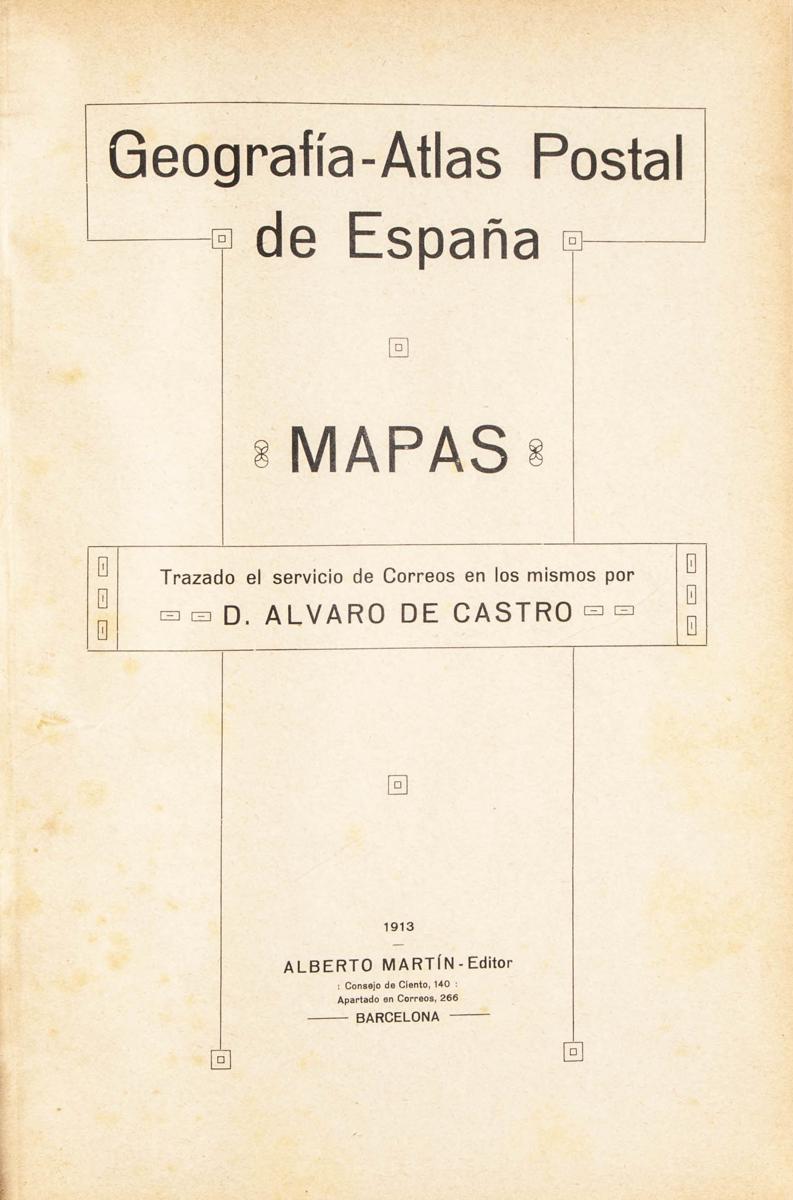 Geografía-Atlas Postal
de España
MAPAS
Trazado el servicio de Correos en los mismos por
D. ALVARO DE CASTRO
1913
ALBERTO MARTÍN - Editor
: Consejo de Ciento, 140 :
Apartado en Correos, 266
BARCELONA